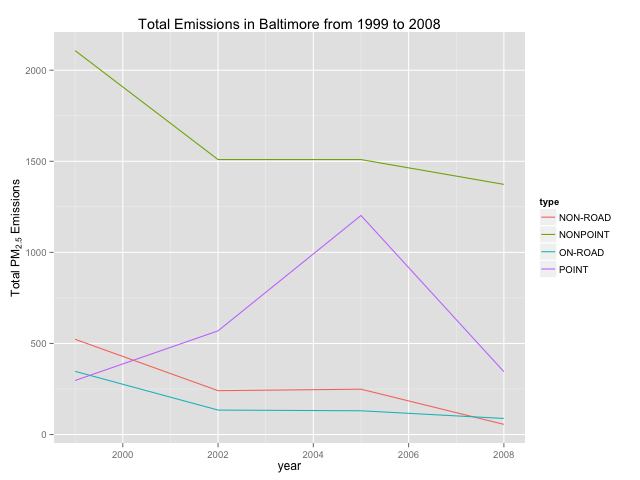 Total Emissions in Baltimore from 1999 to 2008
Total PM2.5 Emissions
2000
1500
1000
500
0
2000
2002
2004
2006
2008
year
type
NON-ROAD
NONPOINT
ON-ROAD
POINT